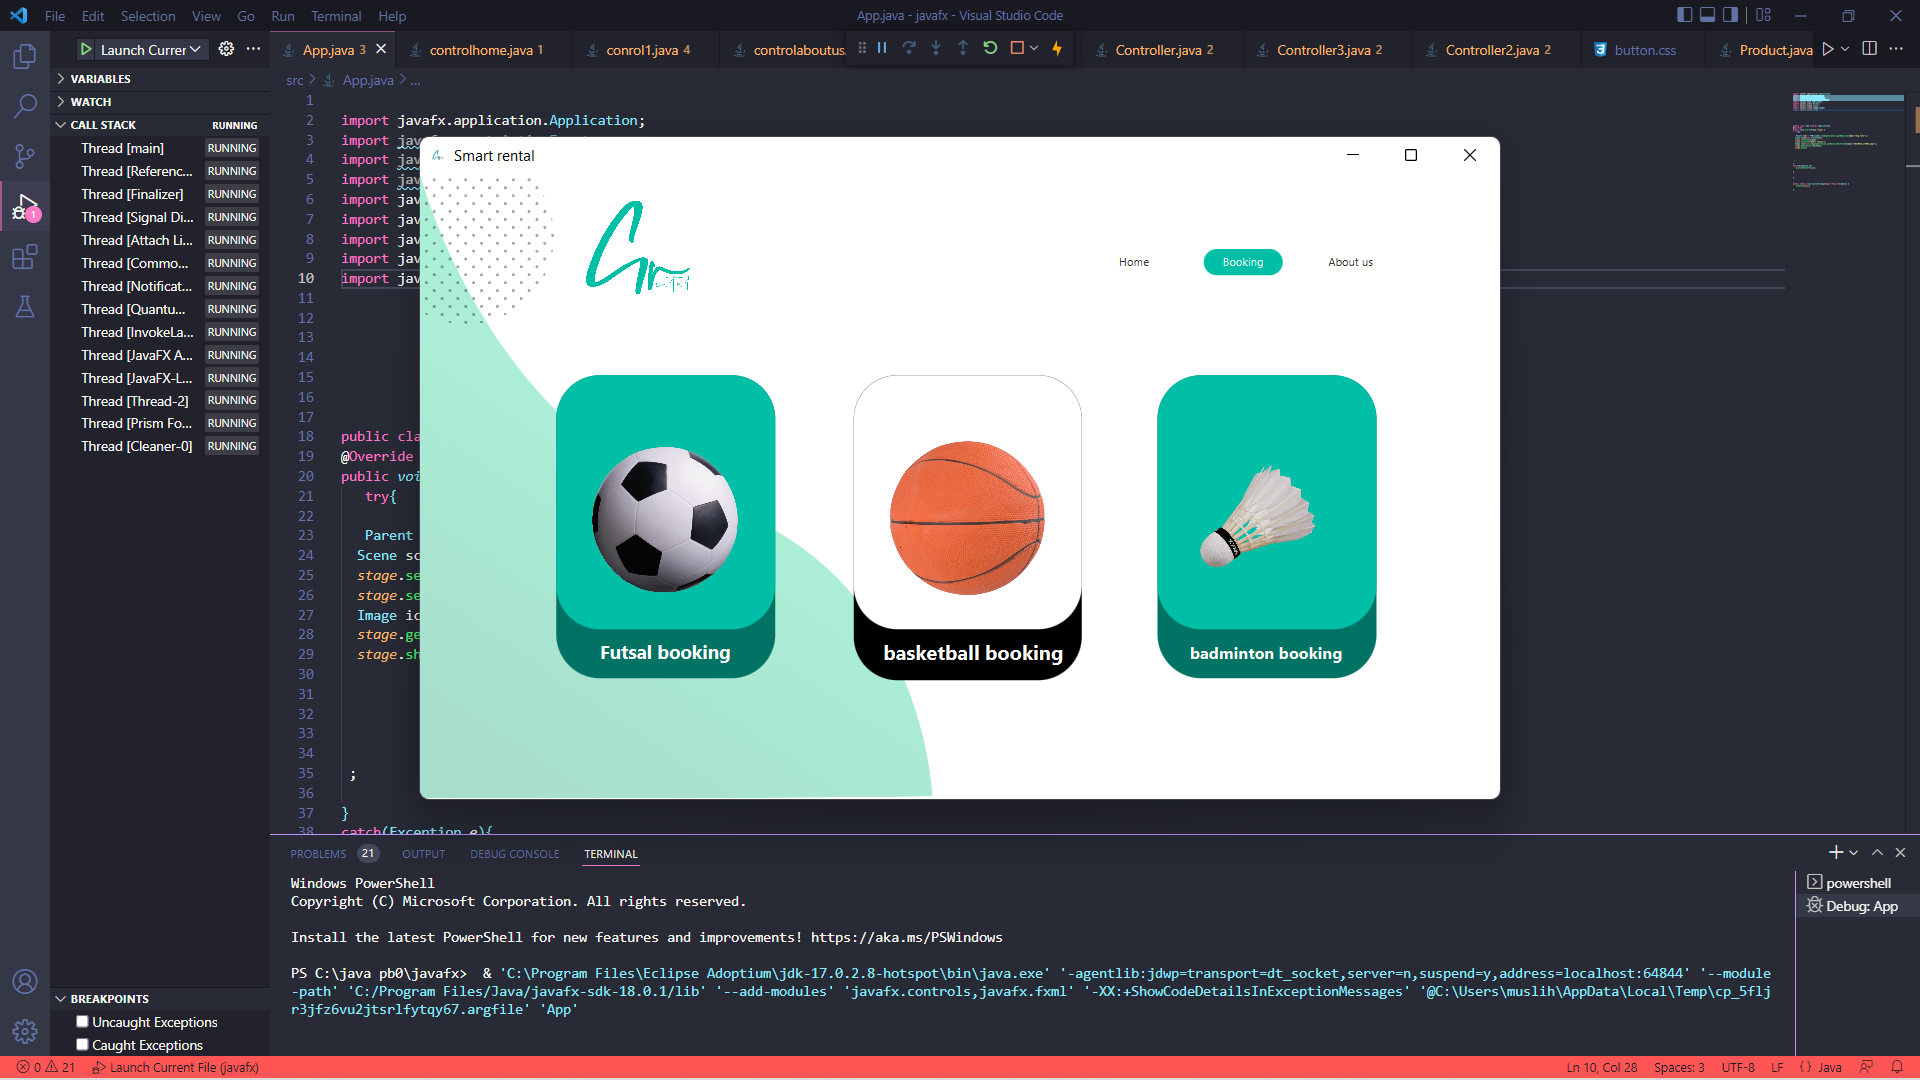 File Edit Selection View Go Run Terminal Help
App.java - javafx - Visual Studio Code
Launch Currer
App.java 3
controlhome.java 1
conrol1.java 4
controlaboutus.
Controller.java 2
Controller3.java 2
Controller2.java 2
button.css
Product.java
VARIABLES
WATCH
CALL STACK RUNNING
Thread [main] RUNNING
Thread [Referenc... RUNNING
Thread [Finalizer] RUNNING
Thread [Signal Di... RUNNING
Thread [Attach Li... RUNNING
Thread [Commo... RUNNING
Thread [Notificat... RUNNING
Thread [Quantu... RUNNING
Thread [InvokeLa... RUNNING
Thread [JavaFX A... RUNNING
Thread [JavaFX-L... RUNNING
Thread [Thread-2] RUNNING
Thread [Prism Fo... RUNNING
Thread [Cleaner-0] RUNNING
1
BREAKPOINTS
Uncaught Exceptions
Caught Exceptions
src > App.java > ...
1
2 import javafx.application.Application;
3 import jav
4 import jav
5 import jav
6 import jav
7 import jav
8 import jav
9 import jav
10 import jav
11
12
13
14
15
16
17
18 public cla
19 @Override
20 public voi
21 try{
22
23 Parent
24 Scene sc
25 stage.se
26 stage.se
27 Image ic
28 stage.ge
29 stage.sh
30
31
32
33
34
35 ;
36
37 }
38 catch(Exception e){
Smart rental
Home
Booking
About us
Futsal booking
basketball booking
badminton booking
PROBLEMS 21 OUTPUT DEBUG CONSOLE TERMINAL
Windows PowerShell
Copyright (C) Microsoft Corporation. All rights reserved.
Install the latest PowerShell for new features and improvements! https://aka.ms/PSWindows
PS C:\java pb0\javafx>  & 'C:\Program Files\Eclipse Adoptium\jdk-17.0.2.8-hotspot\bin\java.exe' '-agentlib:jdwp=transport=dt_socket,server=n,suspend=y,address=localhost:64844' '--module
-path' 'C:/Program Files/Java/javafx-sdk-18.0.1/lib' '--add-modules' 'javafx.controls,javafx.fxml' '-XX:+ShowCodeDetailsInExceptionMessages' '@C:\Users\muslih\AppData\Local\Temp\cp_5flj
r3jfz6vu2jtsrlfytqy67.argfile' 'App'
powershell
Debug: App
0 21 Launch Current File (javafx)
Ln 10, Col 28 Spaces: 3 UTF-8 LF {} Java